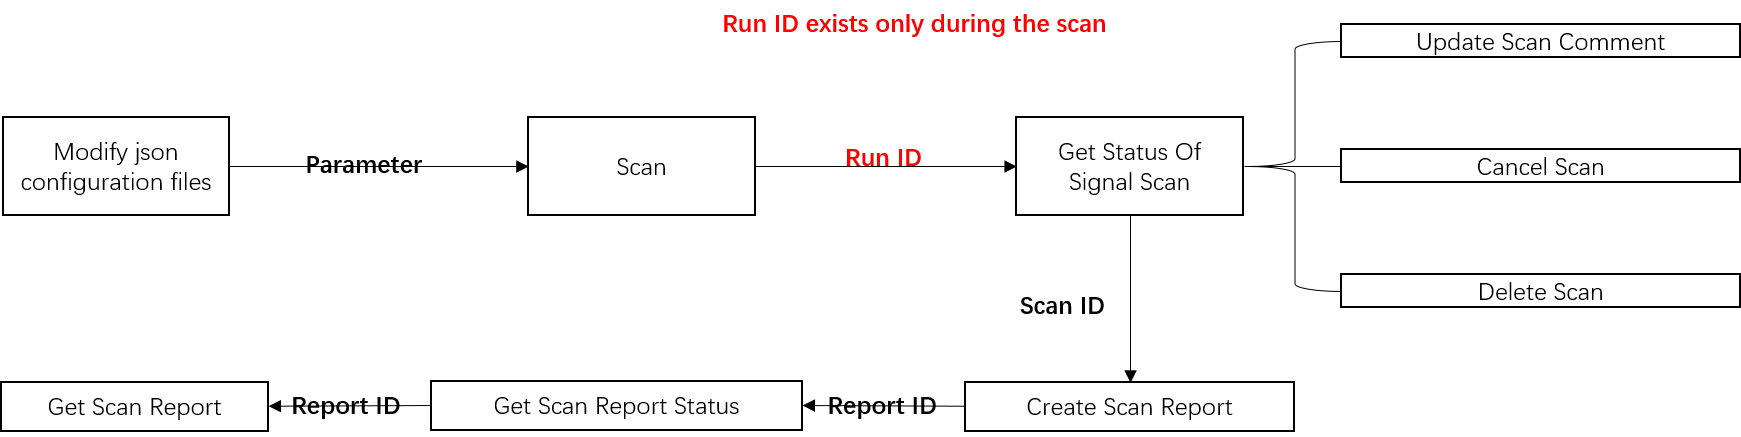 Run ID exists only during the scan
Update Scan Comment
Modify json
configuration files
Parameter
Scan
Run ID
Get Status Of
Signal Scan
Cancel Scan
Delete Scan
Scan ID
Get Scan Report
Report ID
Get Scan Report Status
Report ID
Create Scan Report